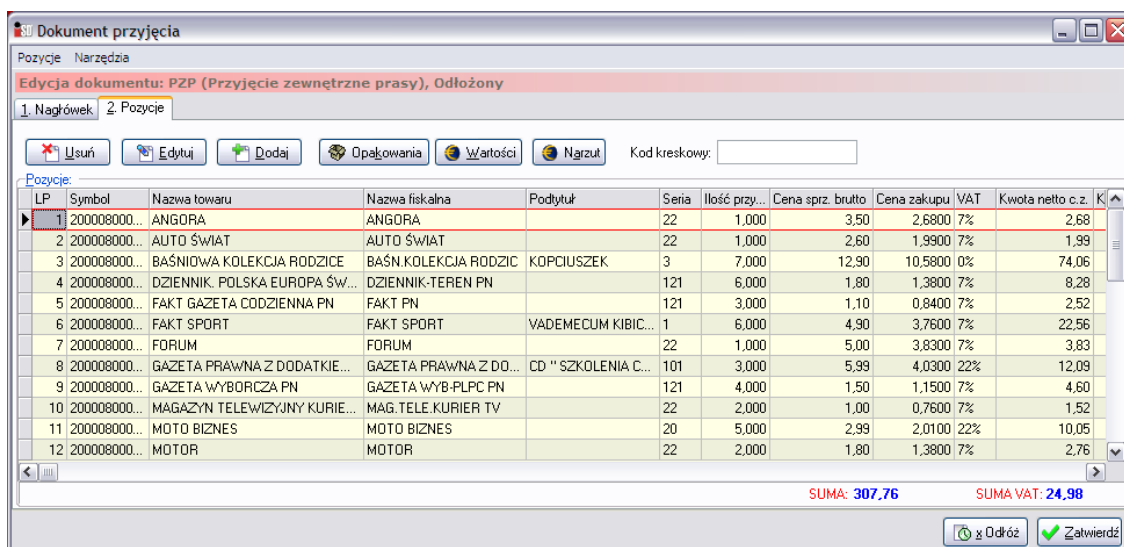 Dokument przyjęcia
Pozycje Narzędzia
Edycja dokumentu: PZP (Przyjęcie zewnętrzne prasy), Odłożony
1. Nagłówek 2. Pozycje
Usuń Edytuj Dodaj Opakowania Wartości Narzut Kod kreskowy:
Pozycje:
LP Symbol Nazwa towaru Nazwa fiskalna Podtytuł Seria Ilość przy... Cena sprz. brutto Cena zakupu VAT Kwota netto c.z. K
1 200008000... ANGORA ANGORA 22 1,000 3,50 2,6800 7% 2,68
2 200008000... AUTO ŚWIAT AUTO ŚWIAT 22 1,000 2,60 1,9900 7% 1,99
3 200008000... BAŚNIOWA KOLEKCJA RODZICE BAŚN.KOLEKCJA RODZIC KOPCIUSZEK 3 7,000 12,90 10,5800 0% 74,06
4 200008000... DZIENNIK. POLSKA EUROPA ŚW... DZIENNIK-TEREN PN 121 6,000 1,80 1,3800 7% 8,28
5 200008000... FAKT GAZETA CODZIENNA PN FAKT PN 121 3,000 1,10 0,8400 7% 2,52
6 200008000... FAKT SPORT FAKT SPORT VADEMECUM KIBIC... 1 6,000 4,90 3,7600 7% 22,56
7 200008000... FORUM FORUM 22 1,000 5,00 3,8300 7% 3,83
8 200008000... GAZETA PRAWNA Z DODATKIE... GAZETA PRAWNA Z DO... CD " SZKOLENIA C... 101 3,000 5,99 4,0300 22% 12,09
9 200008000... GAZETA WYBORCZA PN GAZETA WYB-PLPC PN 121 4,000 1,50 1,1500 7% 4,60
10 200008000... MAGAZYN TELEWIZYJNY KURIE... MAG.TELE.KURIER TV 22 2,000 1,00 0,7600 7% 1,52
11 200008000... MOTO BIZNES MOTO BIZNES 20 5,000 2,99 2,0100 22% 10,05
12 200008000... MOTOR MOTOR 22 2,000 1,80 1,3800 7% 2,76
SUMA: 307,76 SUMA VAT: 24,98
x Odłóż Zatwierdź